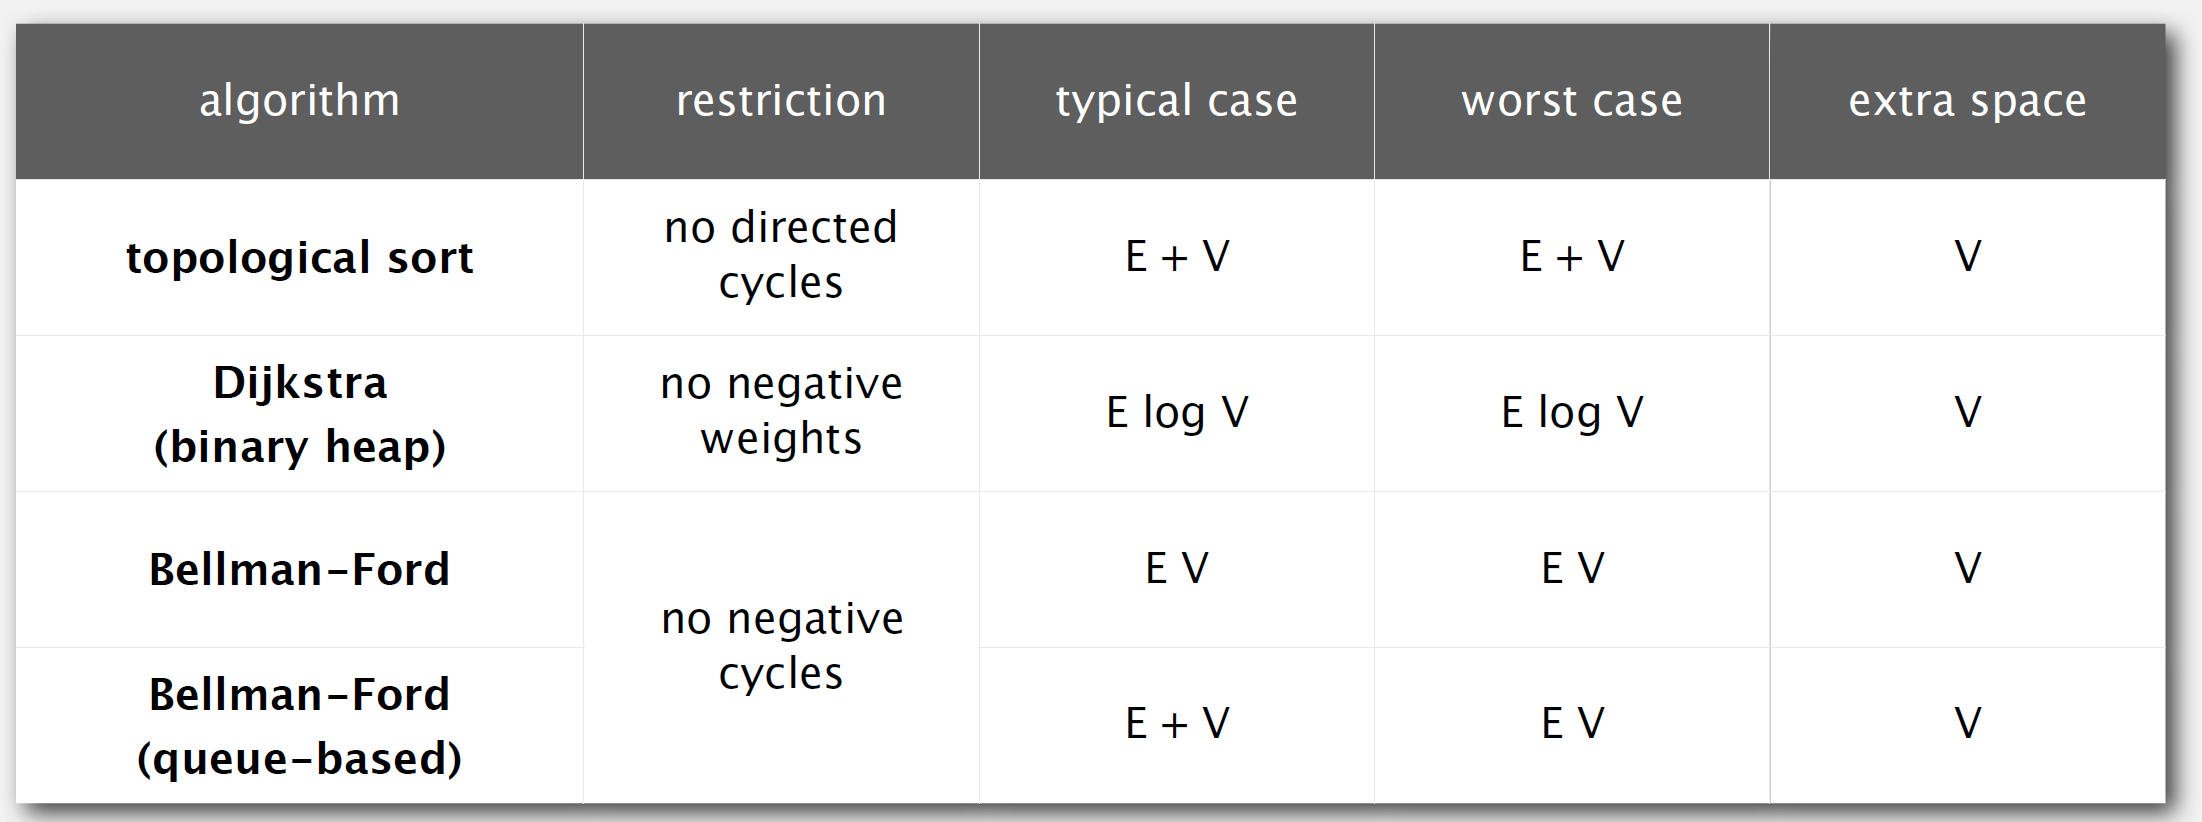 algorithm restriction typical case worst case extra space
topological sort no directed cycles E + V E + V V
Dijkstra (binary heap) no negative weights E log V E log V V
Bellman–Ford E V E V V
no negative cycles
Bellman–Ford (queue–based) E + V E V V